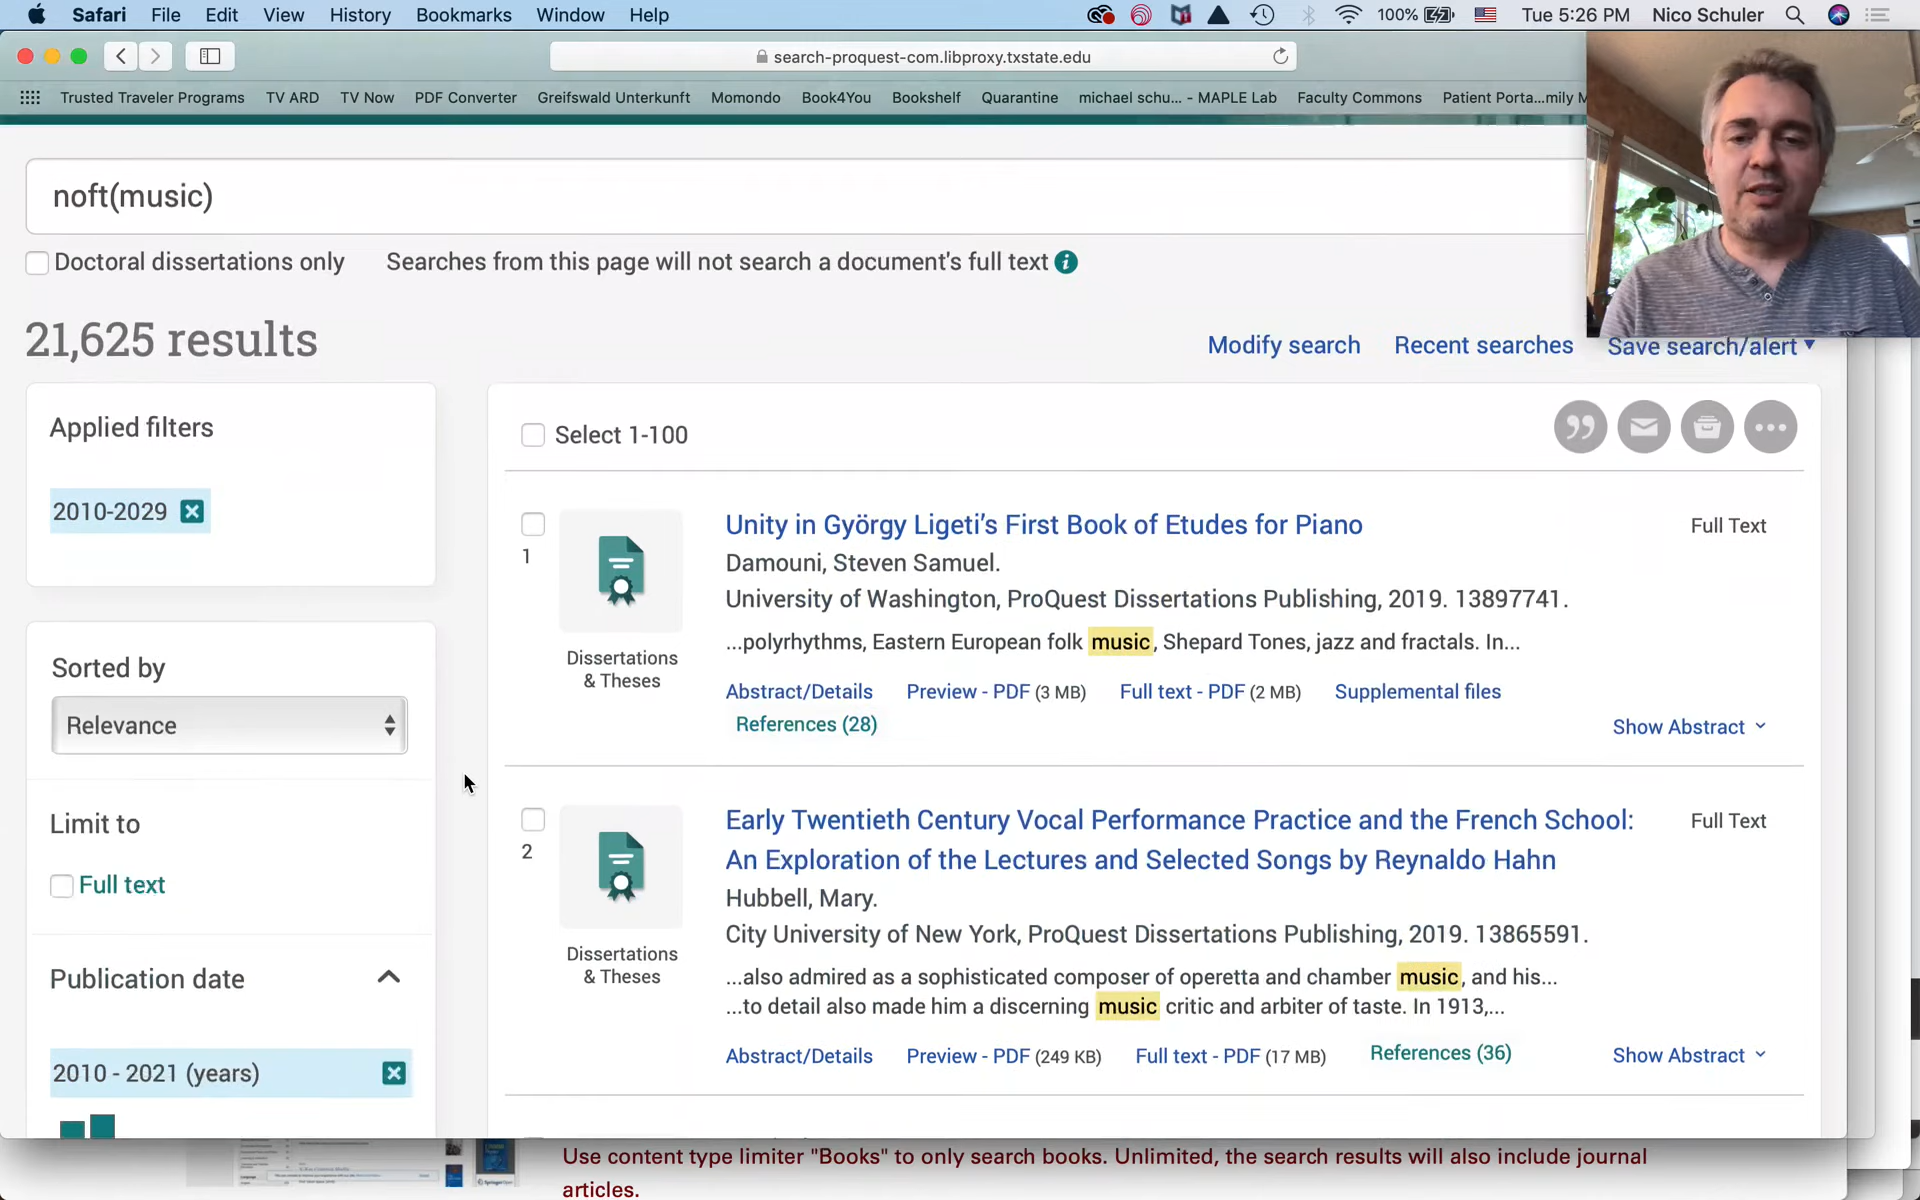 Safari File Edit View History Bookmarks Window Help 100% Tue 5:26 PM Nico Schuler
search-proquest-com.libproxy.txstate.edu
Trusted Traveler Programs TV ARD TV Now PDF Converter Greifswald Unterkunft Momondo Book4You Bookshelf Quarantine michael schu... - MAPLE Lab Faculty Commons Patient Porta...mily M
noft(music)
Doctoral dissertations only Searches from this page will not search a document's full text
21,625 results
Modify search Recent searches Save search/alert
Applied filters
2010-2029
Sorted by
Relevance
Limit to
Full text
Publication date
2010 - 2021 (years)
Select 1-100
1
Dissertations
& Theses
Unity in György Ligeti's First Book of Etudes for Piano
Full Text
Damouni, Steven Samuel.
University of Washington, ProQuest Dissertations Publishing, 2019. 13897741.
...polyrhythms, Eastern European folk music, Shepard Tones, jazz and fractals. In...
Abstract/Details Preview - PDF (3 MB) Full text - PDF (2 MB) Supplemental files
References (28)
Show Abstract
2
Dissertations
& Theses
Early Twentieth Century Vocal Performance Practice and the French School:
An Exploration of the Lectures and Selected Songs by Reynaldo Hahn
Full Text
Hubbell, Mary.
City University of New York, ProQuest Dissertations Publishing, 2019. 13865591.
...also admired as a sophisticated composer of operetta and chamber music, and his...
...to detail also made him a discerning music critic and arbiter of taste. In 1913,...
Abstract/Details Preview - PDF (249 KB) Full text - PDF (17 MB) References (36)
Show Abstract
Use content type limiter "Books" to only search books. Unlimited, the search results will also include journal
articles.